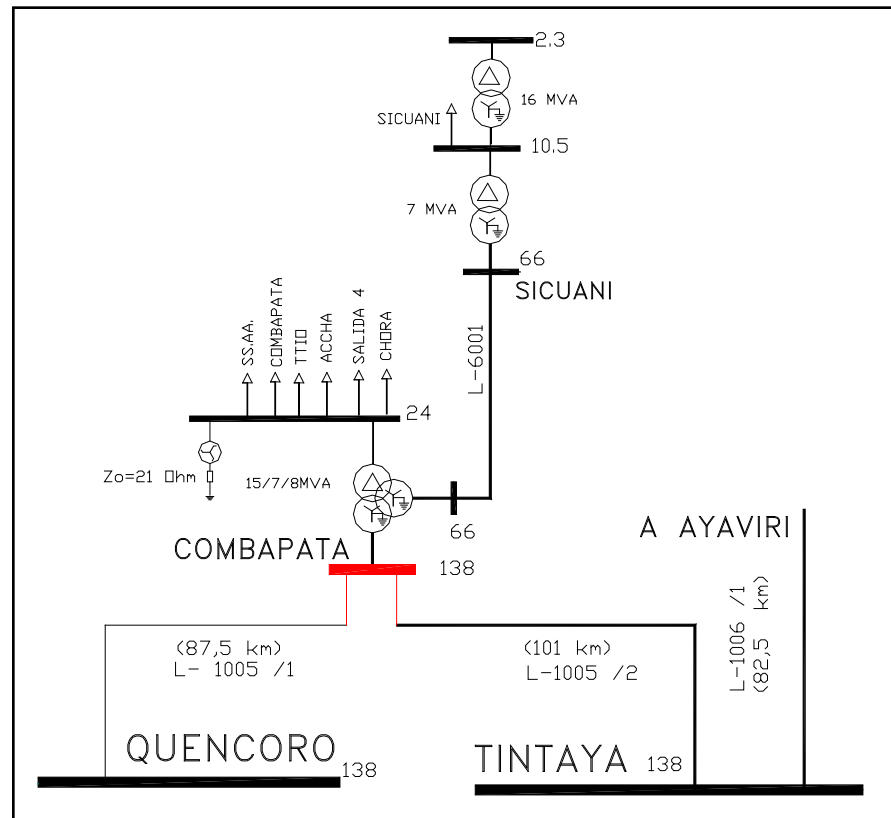 2,3
16 MVA
SICUANI
10,5
7 MVA
66
SICUANI
L-6001
SS.AA.
COMBAPATA
TTIO
ACCHA
SALIDA 4
CHORA
24
Zo=21 Ohm
15/7/8MVA
66
COMBAPATA
138
A AYAVIRI
L-1006 /1
(82,5 km)
(87,5 km)
L- 1005 /1
(101 km)
L-1005 /2
QUENCORO
138
TINTAYA
138